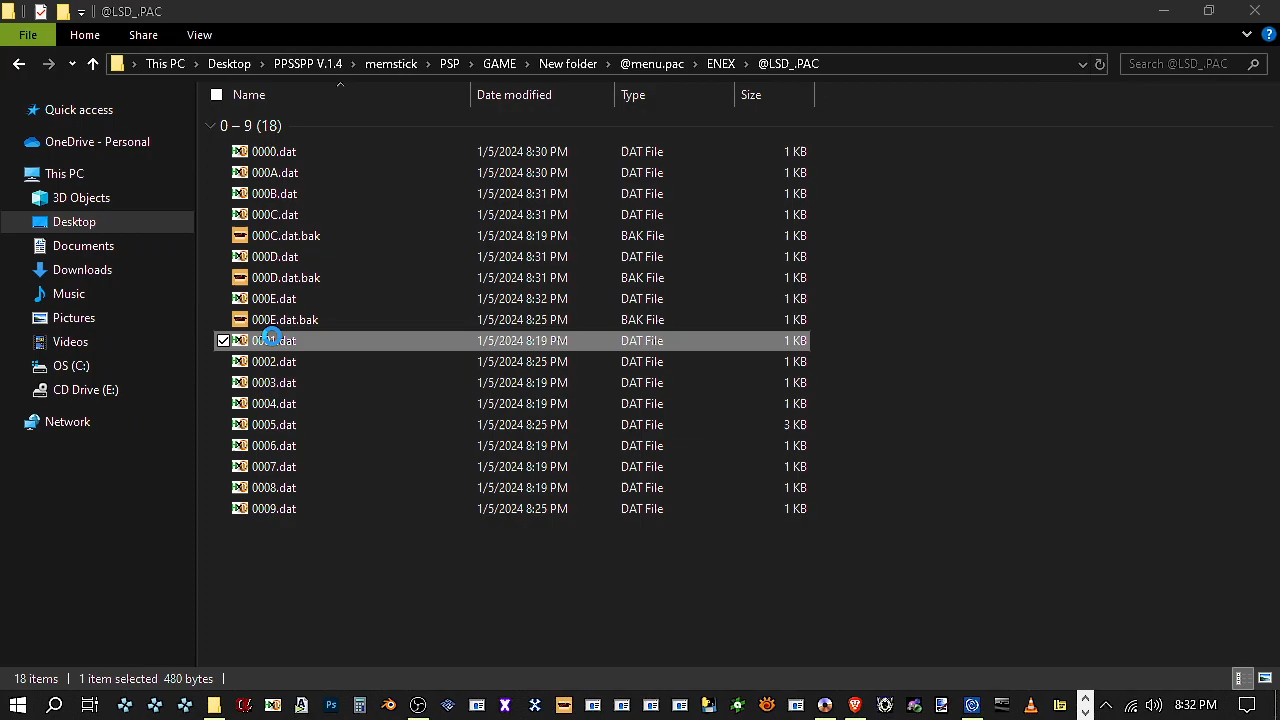 @LSD_.PAC
File Home Share View
This PC Desktop PPSSPP V.1.4 memstick PSP GAME New folder @menu.pac ENEX @LSD_.PAC Search @LSD_.PAC
Name Date modified Type Size
Quick access
OneDrive - Personal
This PC
3D Objects
Desktop
Documents
Downloads
Music
Pictures
Videos
OS (C:)
CD Drive (E:)
Network
0 – 9 (18)
0000.dat 1/5/2024 8:30 PM DAT File 1 KB
000A.dat 1/5/2024 8:30 PM DAT File 1 KB
000B.dat 1/5/2024 8:31 PM DAT File 1 KB
000C.dat 1/5/2024 8:31 PM DAT File 1 KB
000C.dat.bak 1/5/2024 8:19 PM BAK File 1 KB
000D.dat 1/5/2024 8:31 PM DAT File 1 KB
000D.dat.bak 1/5/2024 8:31 PM BAK File 1 KB
000E.dat 1/5/2024 8:32 PM DAT File 1 KB
000E.dat.bak 1/5/2024 8:25 PM BAK File 1 KB
1/5/2024 8:19 PM DAT File 1 KB
0002.dat 1/5/2024 8:25 PM DAT File 1 KB
0003.dat 1/5/2024 8:19 PM DAT File 1 KB
0004.dat 1/5/2024 8:19 PM DAT File 1 KB
0005.dat 1/5/2024 8:25 PM DAT File 3 KB
0006.dat 1/5/2024 8:19 PM DAT File 1 KB
0007.dat 1/5/2024 8:19 PM DAT File 1 KB
0008.dat 1/5/2024 8:19 PM DAT File 1 KB
0009.dat 1/5/2024 8:25 PM DAT File 1 KB
18 items 1 item selected 480 bytes
8:32 PM